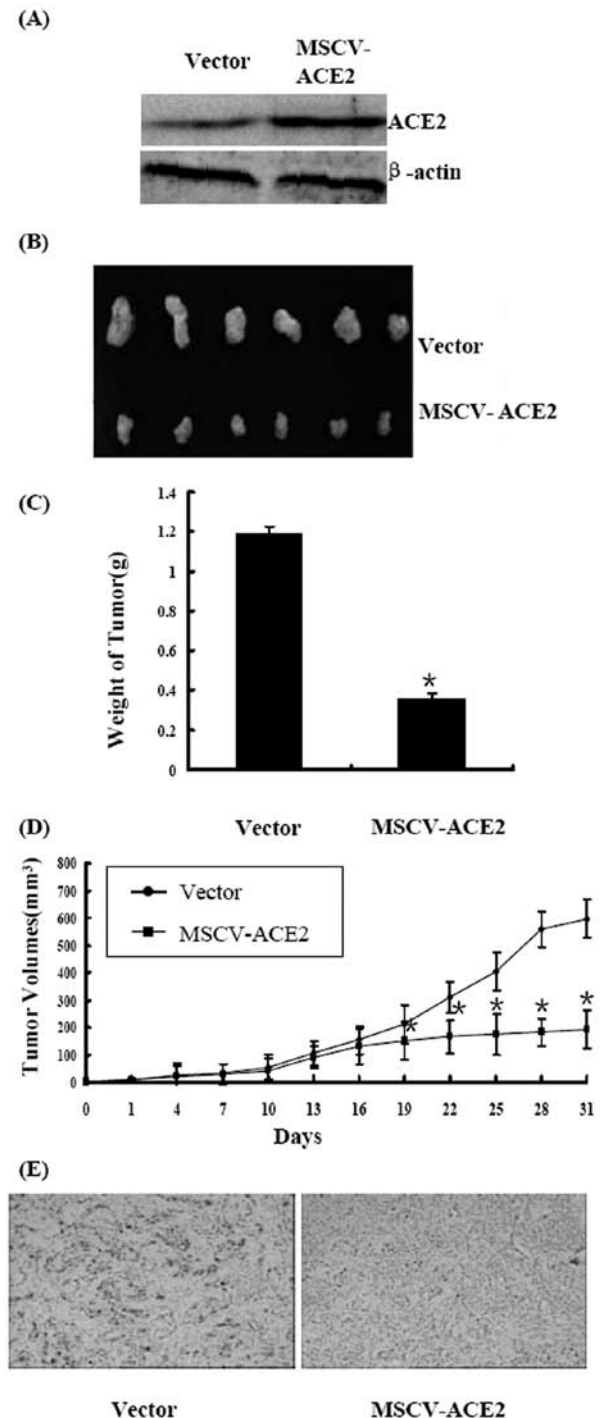 (A)
Vector
MSCV-
ACE2
ACE2
β-actin
(B)
Vector
MSCV- ACE2
(C)
Weight of Tumor(g)
1.4
1.2
1
0.8
0.6
0.4
0.2
0
*
Vector
MSCV-ACE2
(D)
Tumor Volumes(mm³)
800
700
600
500
400
300
200
100
0
Vector
MSCV-ACE2
* * * * *
0 1 4 7 10 13 16 19 22 25 28 31
Days
(E)
Vector
MSCV-ACE2